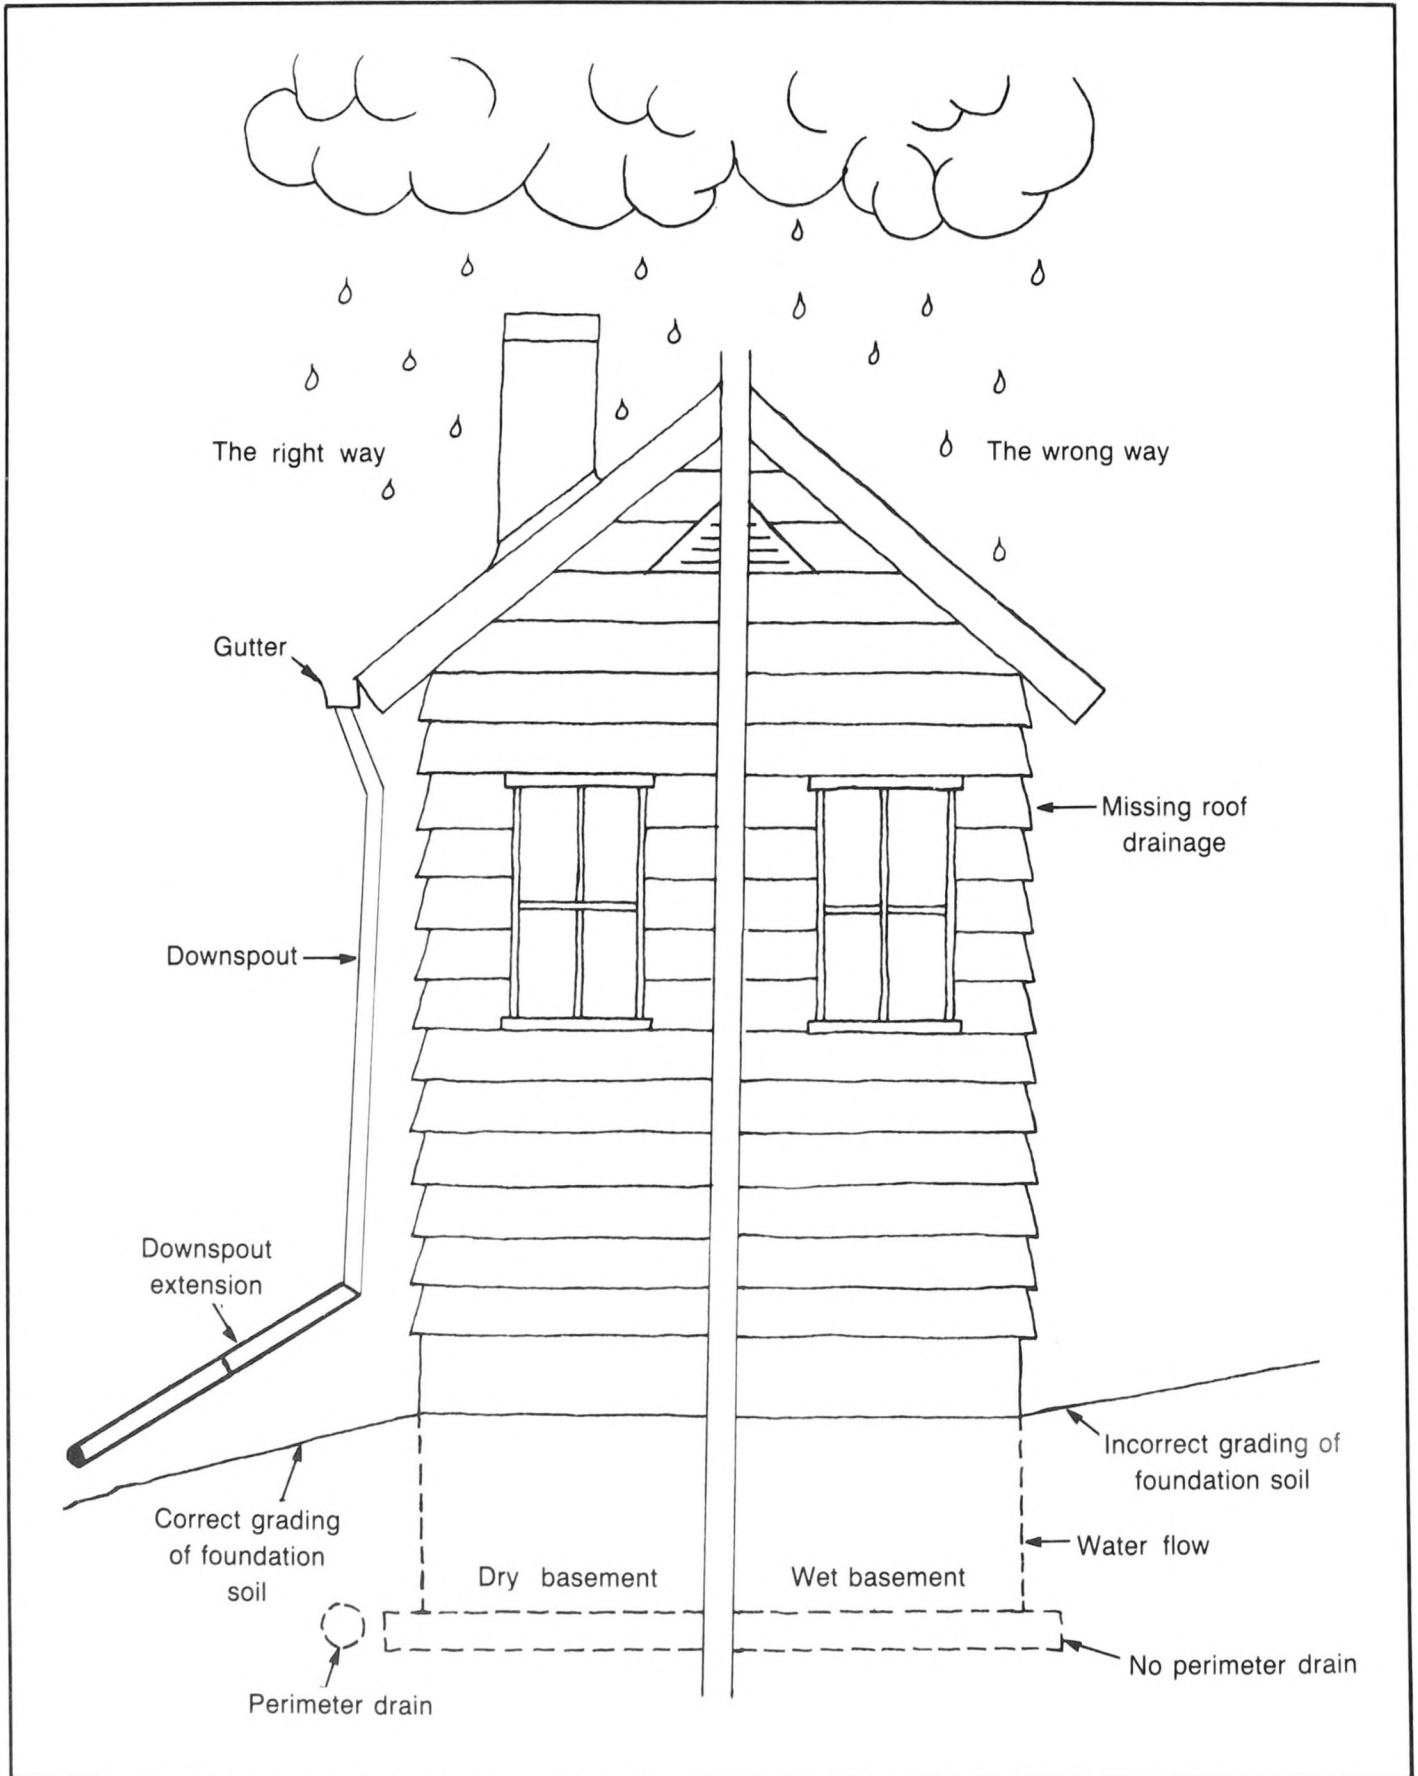 The right way
The wrong way
Gutter
Missing roof
drainage
Downspout
Downspout
extension
Incorrect grading of
foundation soil
Correct grading
of foundation
soil
Water flow
Dry basement
Wet basement
No perimeter drain
Perimeter drain